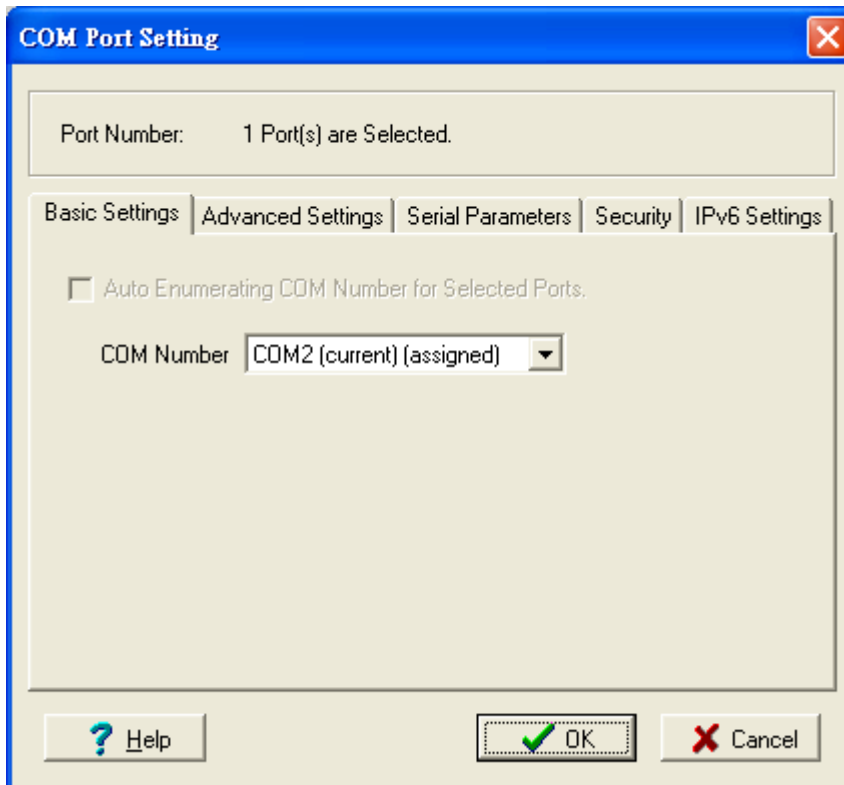 COM Port Setting
Port Number: 1 Port(s) are Selected.
Basic Settings Advanced Settings Serial Parameters Security IPv6 Settings
Auto Enumerating COM Number for Selected Ports.
COM Number COM2 (current) (assigned)
? Help OK Cancel